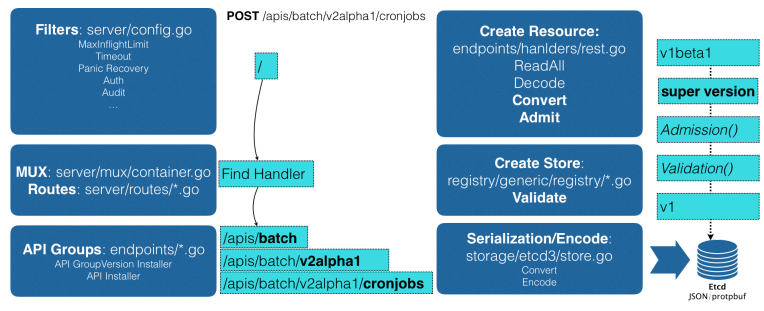 Filters: server/config.go
MaxInflightLimit
Timeout
Panic Recovery
Auth
Audit
...
MUX: server/mux/container.go
Routes: server/routes/*.go
API Groups: endpoints/*.go
API GroupVersion Installer
API Installer
POST /apis/batch/v2alpha1/cronjobs
/
Find Handler
/apis/batch
/apis/batch/v2alpha1
/apis/batch/v2alpha1/cronjobs
Create Resource:
endpoints/hanlders/rest.go
ReadAll
Decode
Convert
Admit
Create Store:
registry/generic/registry/*.go
Validate
Serialization/Encode:
storage/etcd3/store.go
Convert
Encode
v1beta1
super version
Admission()
Validation()
v1
Etcd
JSON/protpbuf